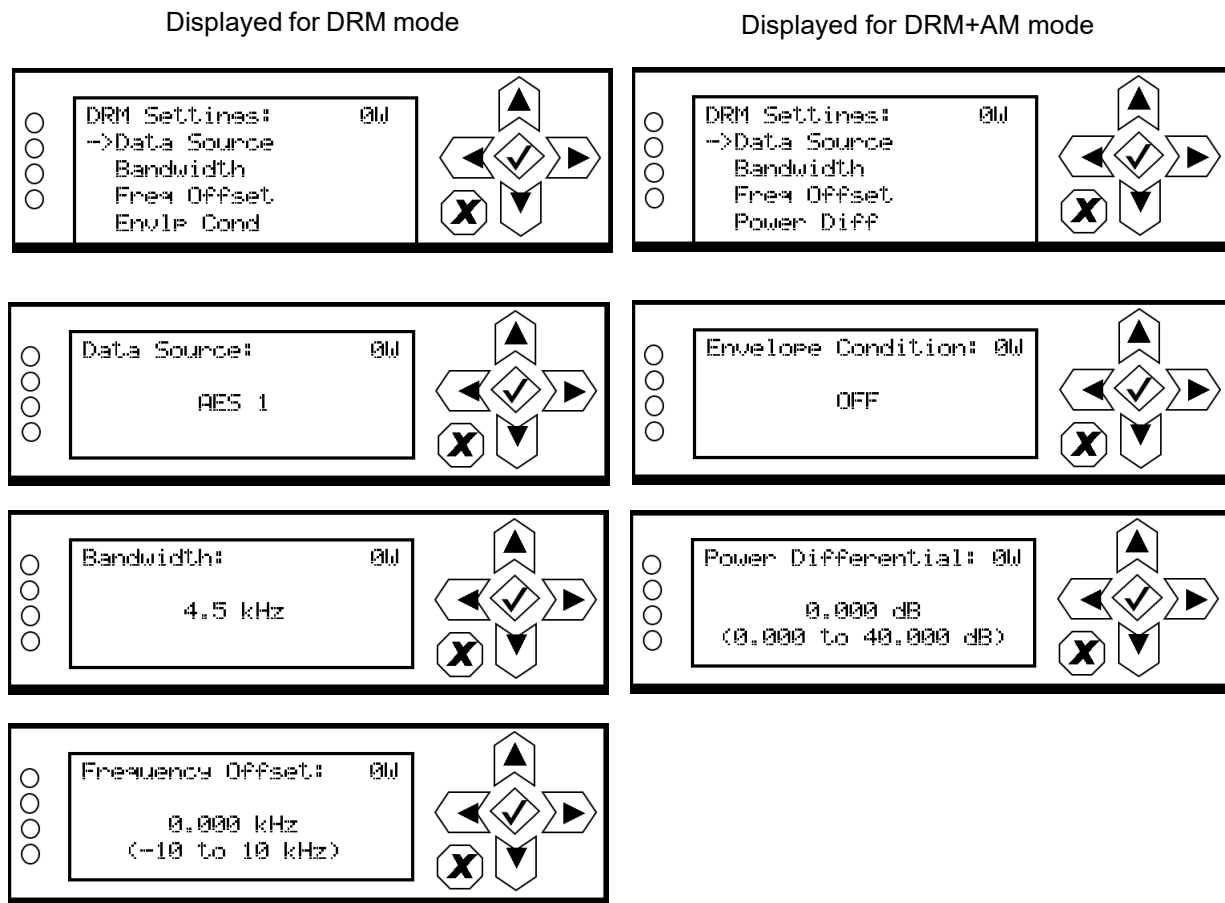 Displayed for DRM mode
DRM Settings: 0W
->Data Source
Bandwidth
Freq Offset
Envlp Cond
Data Source: 0W
AES 1
Bandwidth: 0W
4.5 kHz
Frequency Offset: 0W
0.000 kHz
(-10 to 10 kHz)
Displayed for DRM+AM mode
DRM Settings: 0W
->Data Source
Bandwidth
Freq Offset
Power Diff
Envelope Condition: 0W
OFF
Power Differential: 0W
0.000 dB
(0.000 to 40.000 dB)